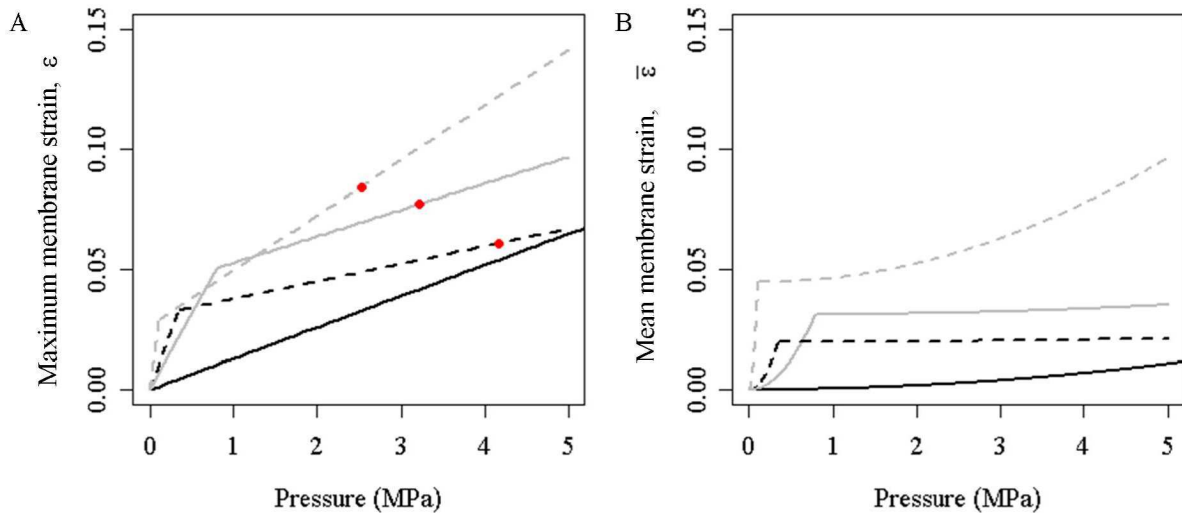 A
Maximum membrane strain, ε
0.15
0.10
0.05
0.00
0 1 2 3 4 5
Pressure (MPa)
B
Mean membrane strain, ε̅
0.15
0.10
0.05
0.00
0 1 2 3 4 5
Pressure (MPa)